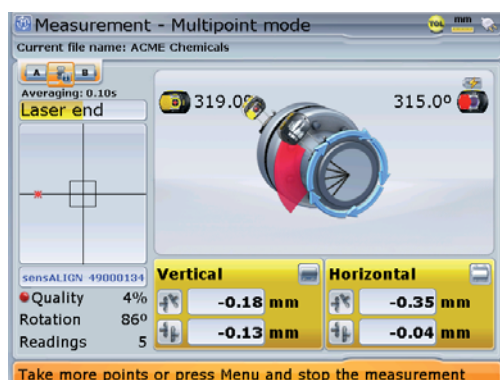 Measurement - Multipoint mode
TOL mm
Current file name: ACME Chemicals
A B
Averaging: 0.10s
Laser end
319.0º
315.0º
sensALIGN 49000134
Quality 4%
Rotation 86º
Readings 5
Vertical
-0.18 mm
-0.13 mm
Horizontal
-0.35 mm
-0.04 mm
Take more points or press Menu and stop the measurement